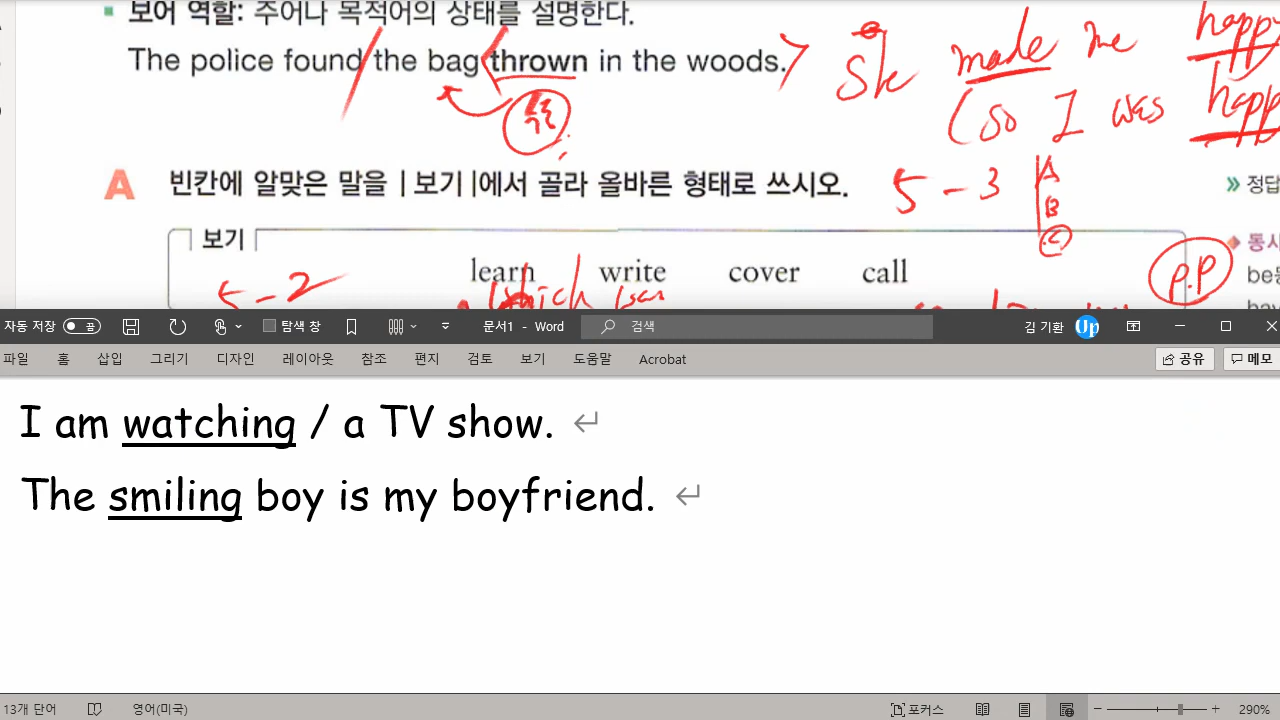 보어 역할: 주어나 목적어의 상태를 설명한다.
The police found the bag thrown in the woods.
She made me happy
(so I was happy
A 빈칸에 알맞은 말을 | 보기 |에서 골라 올바른 형태로 쓰시오.
5-3 A
B
C
» 정답
보기
learn write cover call
p.p
통사
be동
5-2
which
자동 저장 끔 탐색 창 문서1 - Word 검색 김 기환 Up
파일 홈 삽입 그리기 디자인 레이아웃 참조 편지 검토 보기 도움말 Acrobat 공유 메모
I am watching / a TV show.
The smiling boy is my boyfriend.
13개 단어 영어(미국) 포커스 290%